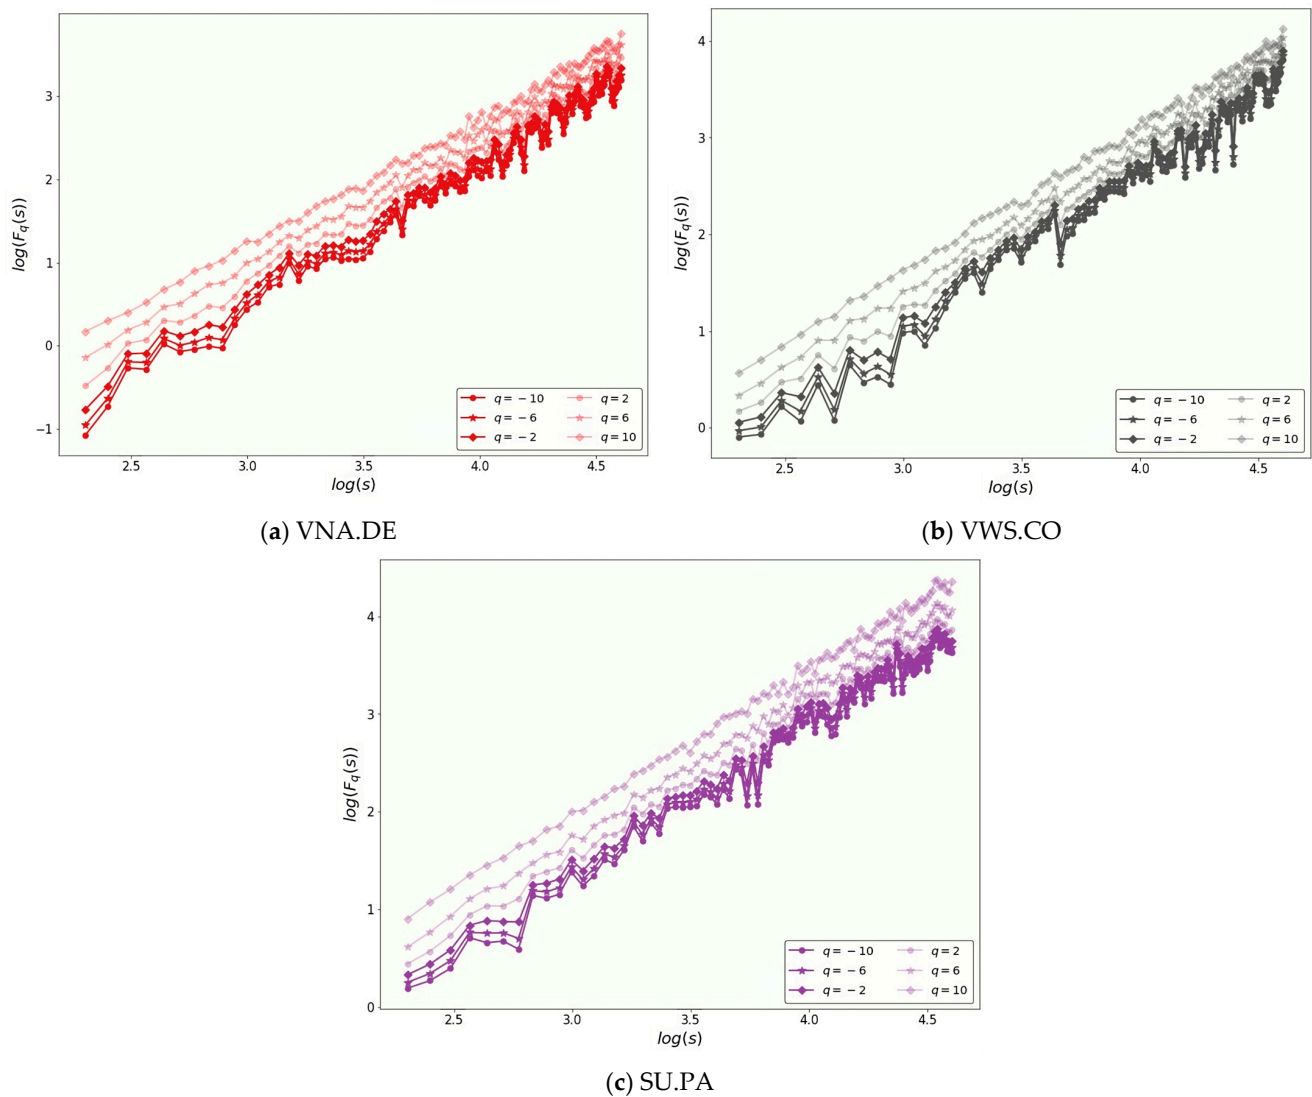 3
2
1
0
−1
log(F_q(s))
2.5 3.0 3.5 4.0 4.5
log(s)
q = −10 q = 2
q = −6 q = 6
q = −2 q = 10
(a) VNA.DE
4
3
2
1
0
log(F_q(s))
2.5 3.0 3.5 4.0 4.5
log(s)
q = −10 q = 2
q = −6 q = 6
q = −2 q = 10
(b) VWS.CO
4
3
2
1
0
log(F_q(s))
2.5 3.0 3.5 4.0 4.5
log(s)
q = −10 q = 2
q = −6 q = 6
q = −2 q = 10
(c) SU.PA